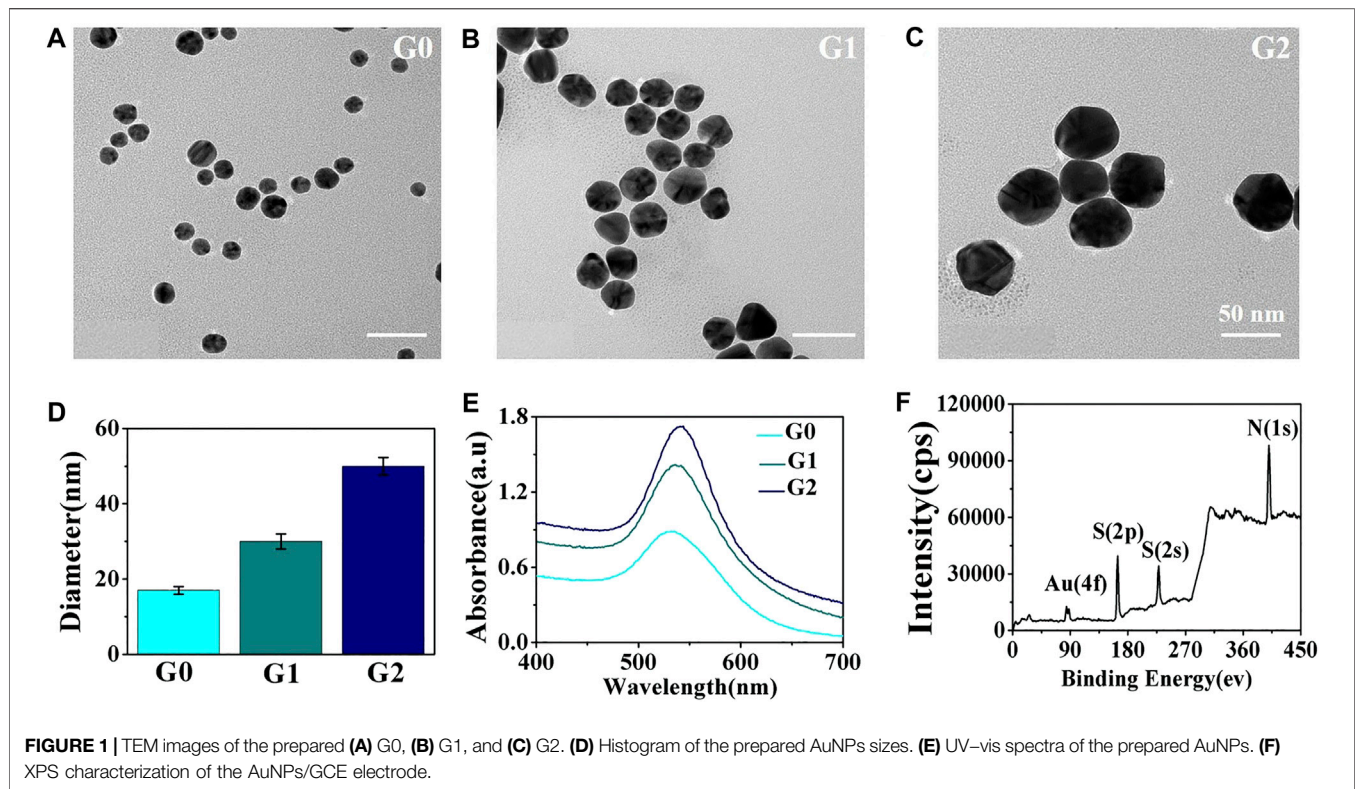 A
G0
B
G1
C
G2
50 nm
D
Diameter(nm)
60
40
20
0
G0
G1
G2
E
Absorbance(a.u)
1.8
1.2
0.6
0.0
G0
G1
G2
400
500
600
700
Wavelength(nm)
F
Intensity(cps)
120000
90000
60000
30000
0
Au(4f)
S(2p)
S(2s)
N(1s)
0
90
180
270
360
450
Binding Energy(ev)
FIGURE 1 | TEM images of the prepared (A) G0, (B) G1, and (C) G2. (D) Histogram of the prepared AuNPs sizes. (E) UV–vis spectra of the prepared AuNPs. (F)
XPS characterization of the AuNPs/GCE electrode.